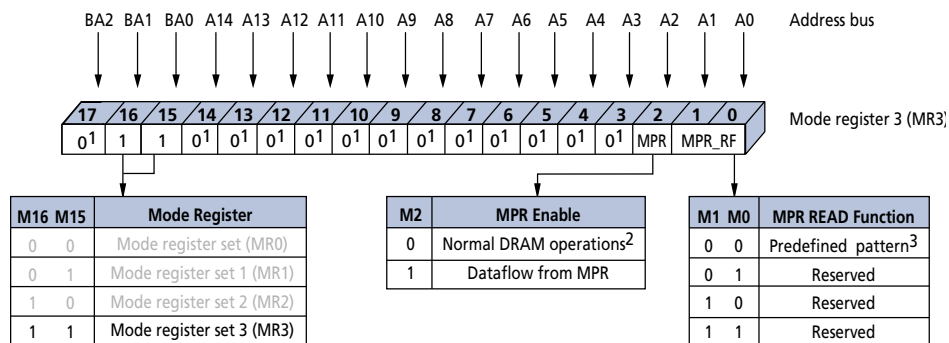 BA2 BA1 BA0 A14 A13 A12 A11 A10 A9 A8 A7 A6 A5 A4 A3 A2 A1 A0 Address bus
17 16 15 14 13 12 11 10 9 8 7 6 5 4 3 2 1 0 Mode register 3 (MR3)
0¹ 1 1 0¹ 0¹ 0¹ 0¹ 0¹ 0¹ 0¹ 0¹ 0¹ 0¹ 0¹ 0¹ MPR MPR_RF
M16 M15 Mode Register
0 0 Mode register set (MR0)
0 1 Mode register set 1 (MR1)
1 0 Mode register set 2 (MR2)
1 1 Mode register set 3 (MR3)
M2 MPR Enable
0 Normal DRAM operations²
1 Dataflow from MPR
M1 M0 MPR READ Function
0 0 Predefined pattern³
0 1 Reserved
1 0 Reserved
1 1 Reserved